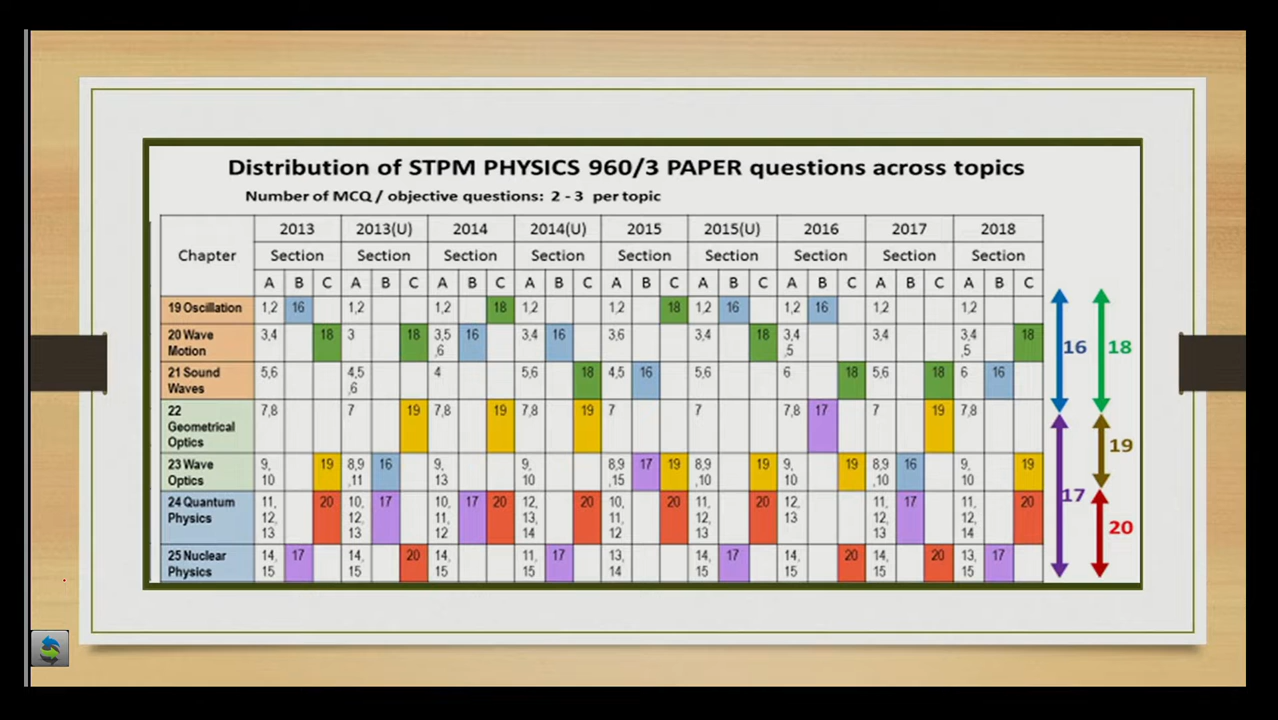 Distribution of STPM PHYSICS 960/3 PAPER questions across topics
Number of MCQ / objective questions: 2 - 3 per topic
Chapter 2013 2013(U) 2014 2014(U) 2015 2015(U) 2016 2017 2018
Section Section Section Section Section Section Section Section Section
A B C A B C A B C A B C A B C A B C A B C A B C A B C
19 Oscillation 1,2 16 1,2 1,2 18 1,2 1,2 18 1,2 16 1,2 16 1,2 1,2
20 Wave Motion 3,4 18 3 18 3,5,6 16 3,4 16 3,6 3,4 18 3,4,5 3,4 3,4,5 18
21 Sound Waves 5,6 4,5,6 4 5,6 18 4,5 16 5,6 6 18 5,6 18 6 16
22 Geometrical Optics 7,8 7 19 7,8 19 7,8 19 7 7 7,8 17 7 19 7,8
23 Wave Optics 9,10 19 8,9,11 16 9,13 9,10 8,9,15 17 19 8,9,10 19 9,10 19 8,9,10 16 9,10 19
24 Quantum Physics 11,12,13 20 10,12,13 17 10,11,12 17 20 12,13,14 20 10,11,12 20 11,12,13 20 12,13 11,12,13 17 11,12,14 20
25 Nuclear Physics 14,15 17 14,15 20 14,15 11,15 17 13,14 14,15 17 14,15 20 14,15 20 13,15 17
16 18
19
17
20